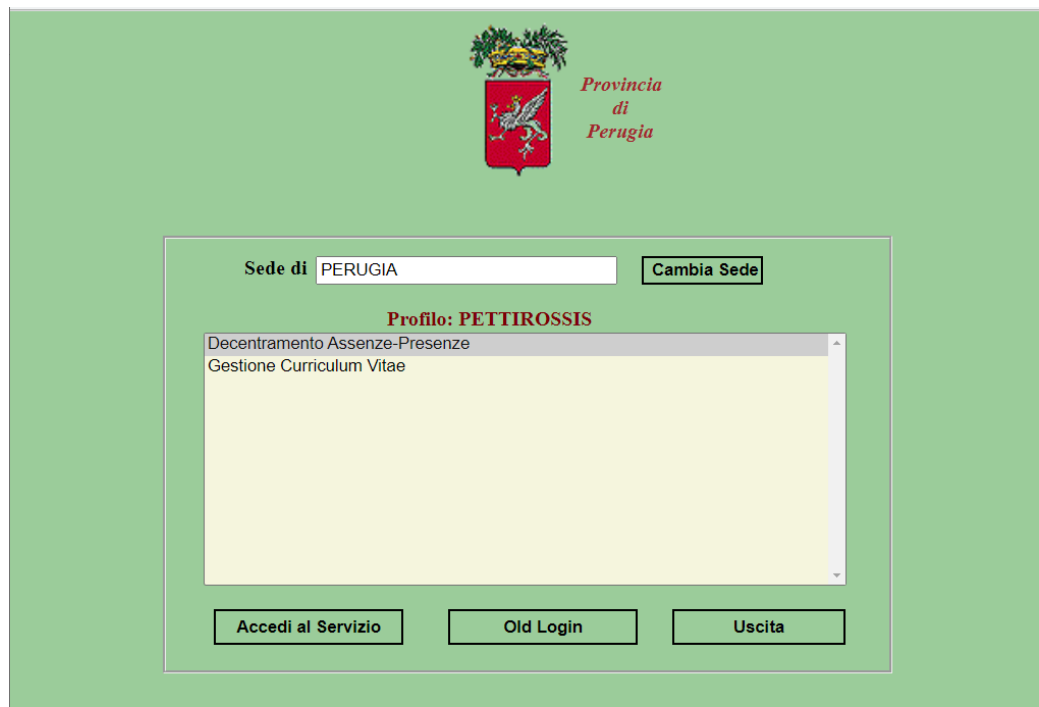 Provincia
di
Perugia
Sede di PERUGIA Cambia Sede
Profilo: PETTIROSSIS
Decentramento Assenze-Presenze
Gestione Curriculum Vitae
Accedi al Servizio Old Login Uscita